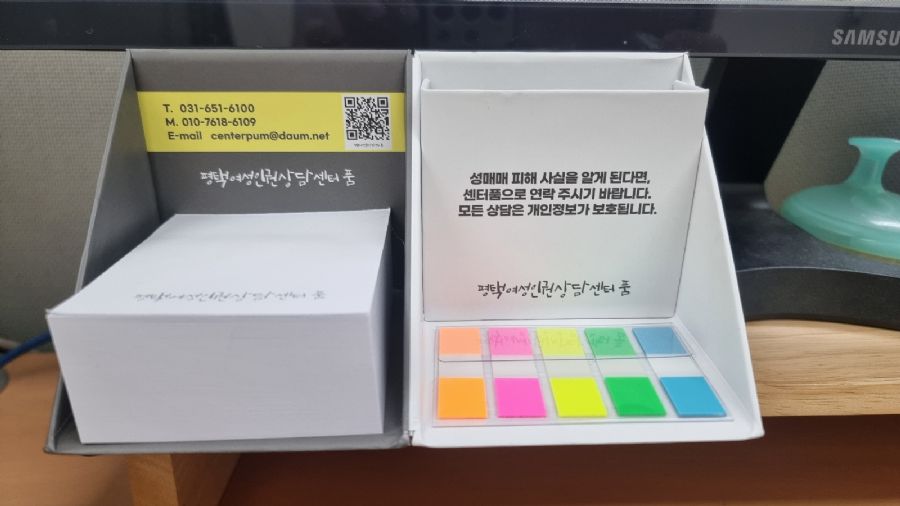 SAMSU
T. 031-651-6100
M. 010-7618-6109
E-mail centerpum@daum.net
평택여성인권상담센터 품
평택여성인권상담센터 품
성매매 피해 사실을 알게 된다면,
센터품으로 연락 주시기 바랍니다.
모든 상담은 개인정보가 보호됩니다.
평택여성인권상담센터 품